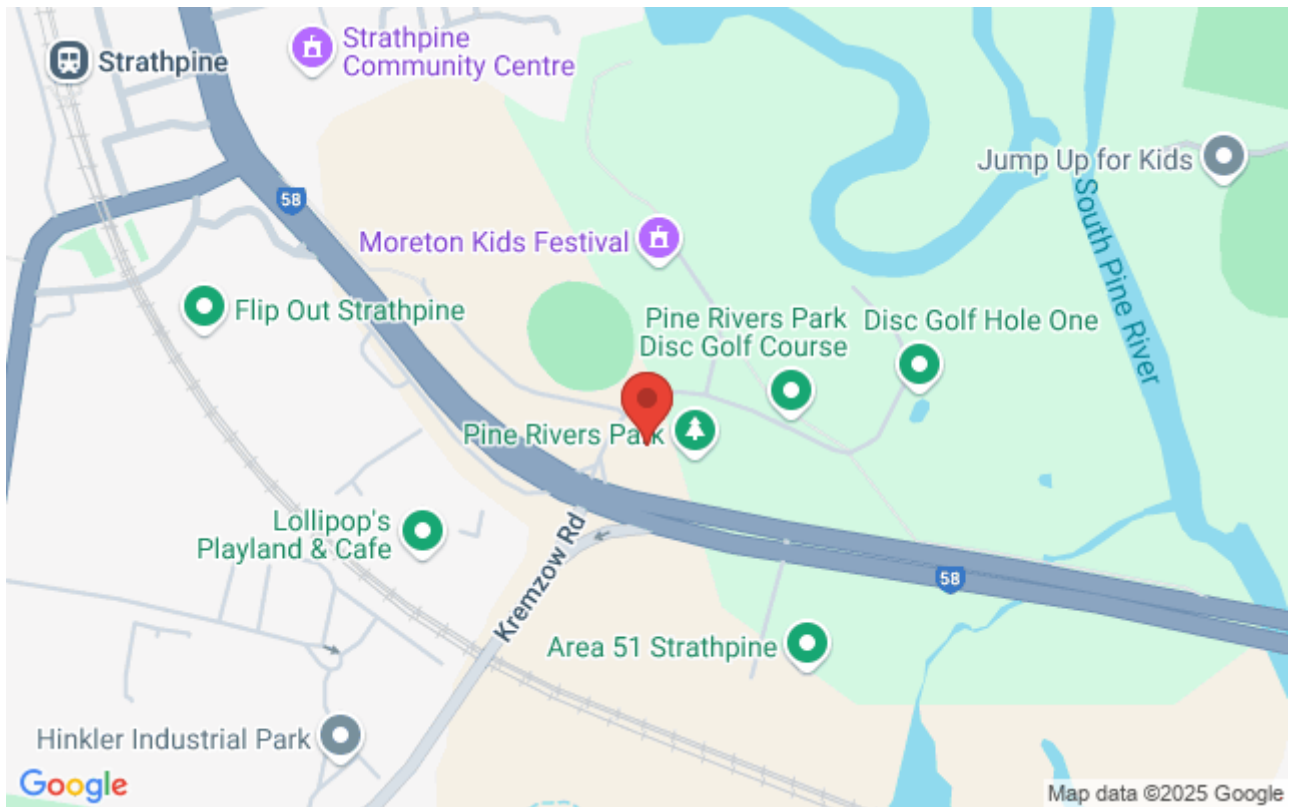 Strathpine
Strathpine
Community Centre
58
Jump Up for Kids
South Pine River
Moreton Kids Festival
Flip Out Strathpine
Pine Rivers Park
Disc Golf Course
Disc Golf Hole One
Pine Rivers Park
Lollipop's
Playland & Cafe
Kremzow Rd
58
Area 51 Strathpine
Hinkler Industrial Park
Google
Map data ©2025 Google